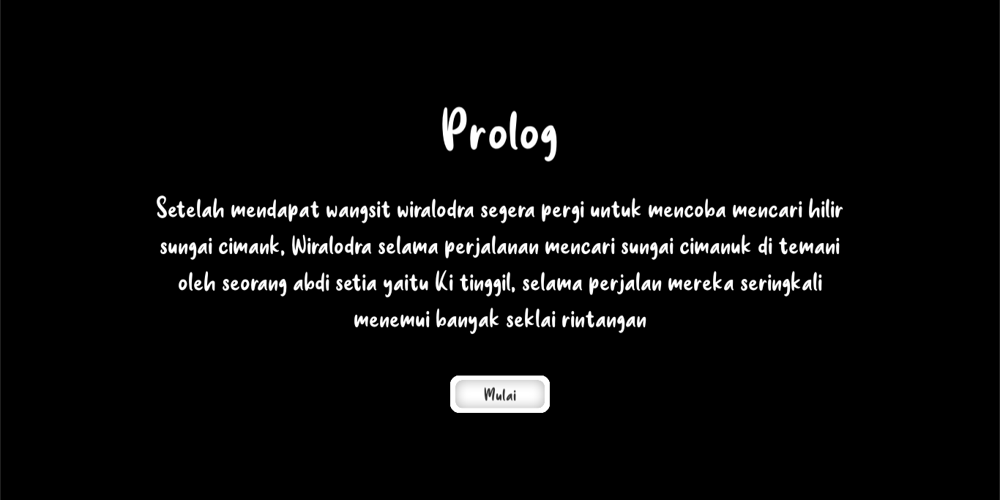 Prolog
Setelah mendapat wangsit wiralodra segera pergi untuk mencoba mencari hilir
sungai cimank, Wiralodra selama perjalanan mencari sungai cimanuk di temani
oleh seorang abdi setia yaitu Ki tinggil, selama perjalan mereka seringkali
menemui banyak seklai rintangan
Mulai